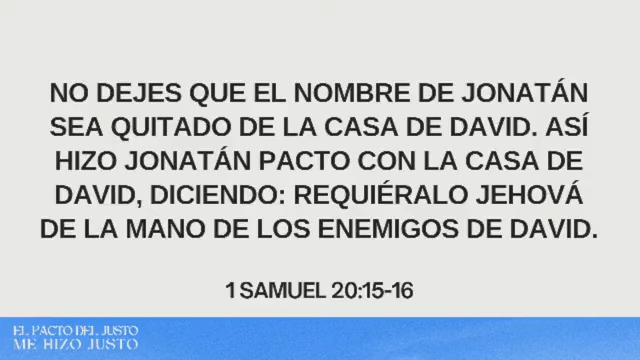 NO DEJES QUE EL NOMBRE DE JONATÁN
SEA QUITADO DE LA CASA DE DAVID. ASÍ
HIZO JONATÁN PACTO CON LA CASA DE
DAVID, DICIENDO: REQUIÉRALO JEHOVÁ
DE LA MANO DE LOS ENEMIGOS DE DAVID.
1 SAMUEL 20:15-16
EL PACTO DEL JUSTO
ME HIZO JUSTO